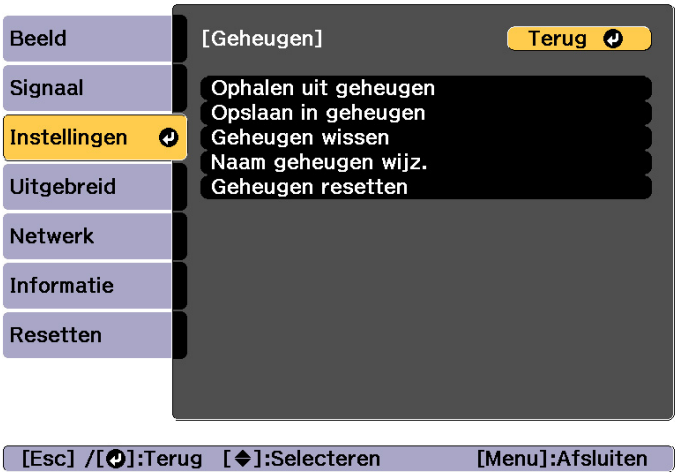 Beeld
Signaal
Instellingen
Uitgebreid
Netwerk
Informatie
Resetten
[Geheugen]
Terug
Ophalen uit geheugen
Opslaan in geheugen
Geheugen wissen
Naam geheugen wijz.
Geheugen resetten
[Esc] /[⏎]:Terug [◆]:Selecteren [Menu]:Afsluiten